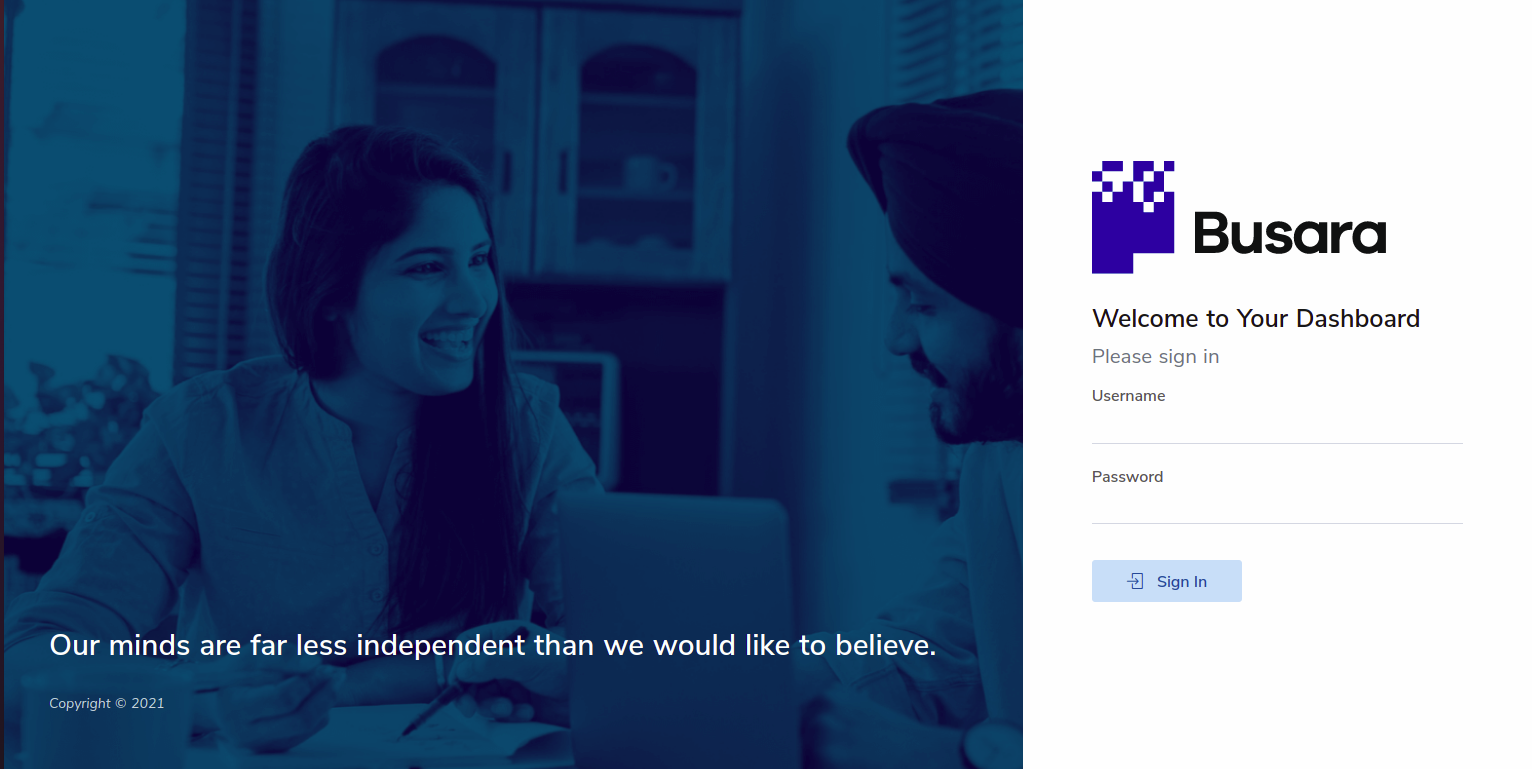 Our minds are far less independent than we would like to believe.
Copyright © 2021
Busara
Welcome to Your Dashboard
Please sign in
Username
Password
Sign In